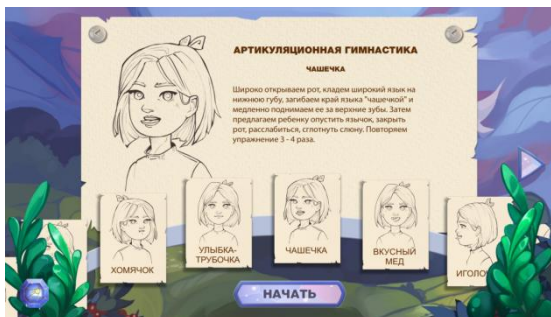 АРТИКУЛЯЦИОННАЯ ГИМНАСТИКА
ЧАШЕЧКА
Широко открываем рот, кладем широкий язык на
нижнюю губу, загибаем края языка "чашечкой" и
медленно поднимаем ее за верхние зубы. Затем
предлагаем ребенку опустить язычок, закрыть
рот, расслабиться, сглотнуть слюну. Повторяем
упражнение 3 - 4 раза.
ХОМЯЧОК
УЛЫБКА-
ТРУБОЧКА
ЧАШЕЧКА
ВКУСНЫЙ
МЕД
ИГОЛО
НАЧАТЬ